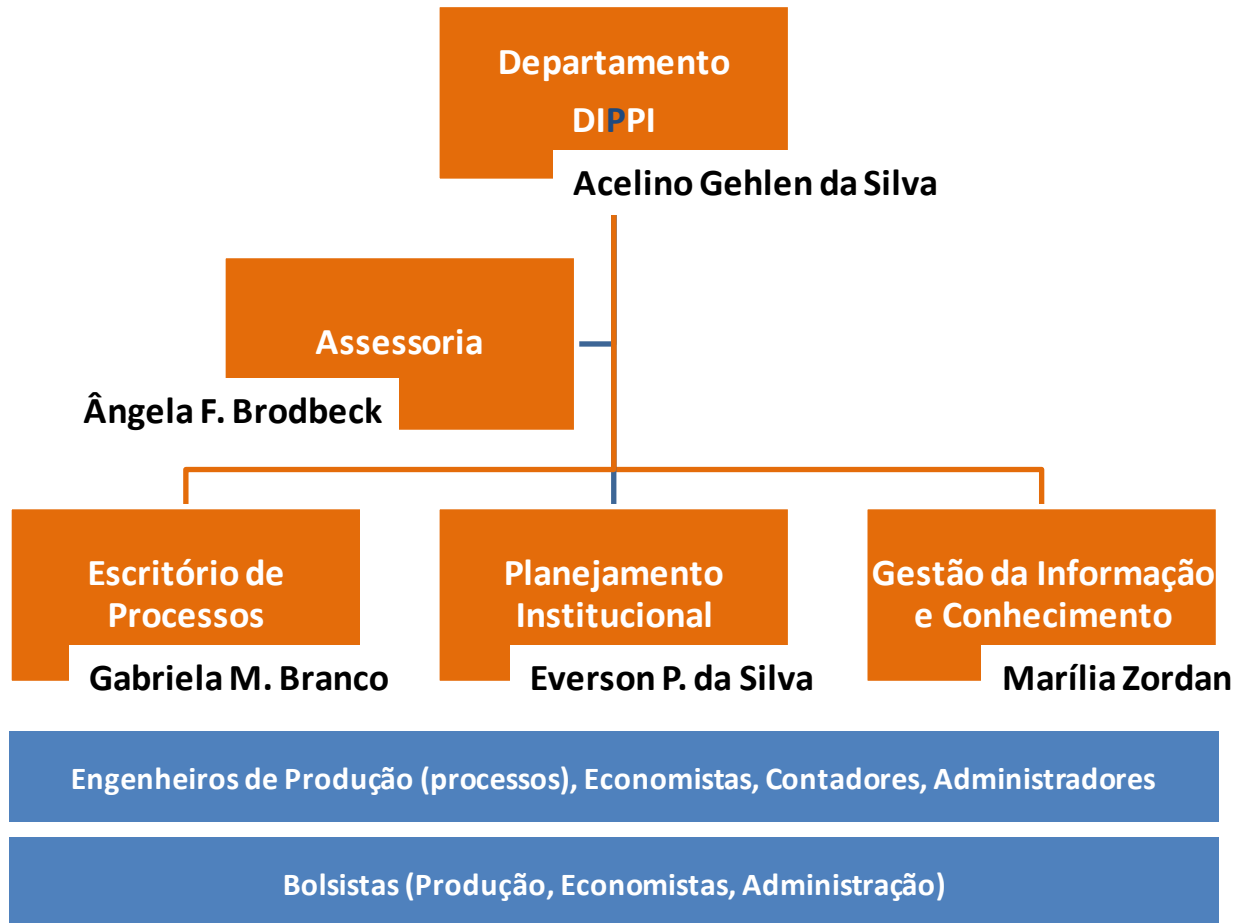 Departamento
DIPPI
Acelino Gehlen da Silva
Assessoria
Ângela F. Brodbeck
Escritório de
Processos
Gabriela M. Branco
Planejamento
Institucional
Everson P. da Silva
Gestão da Informação
e Conhecimento
Marília Zordan
Engenheiros de Produção (processos), Economistas, Contadores, Administradores
Bolsistas (Produção, Economistas, Administração)